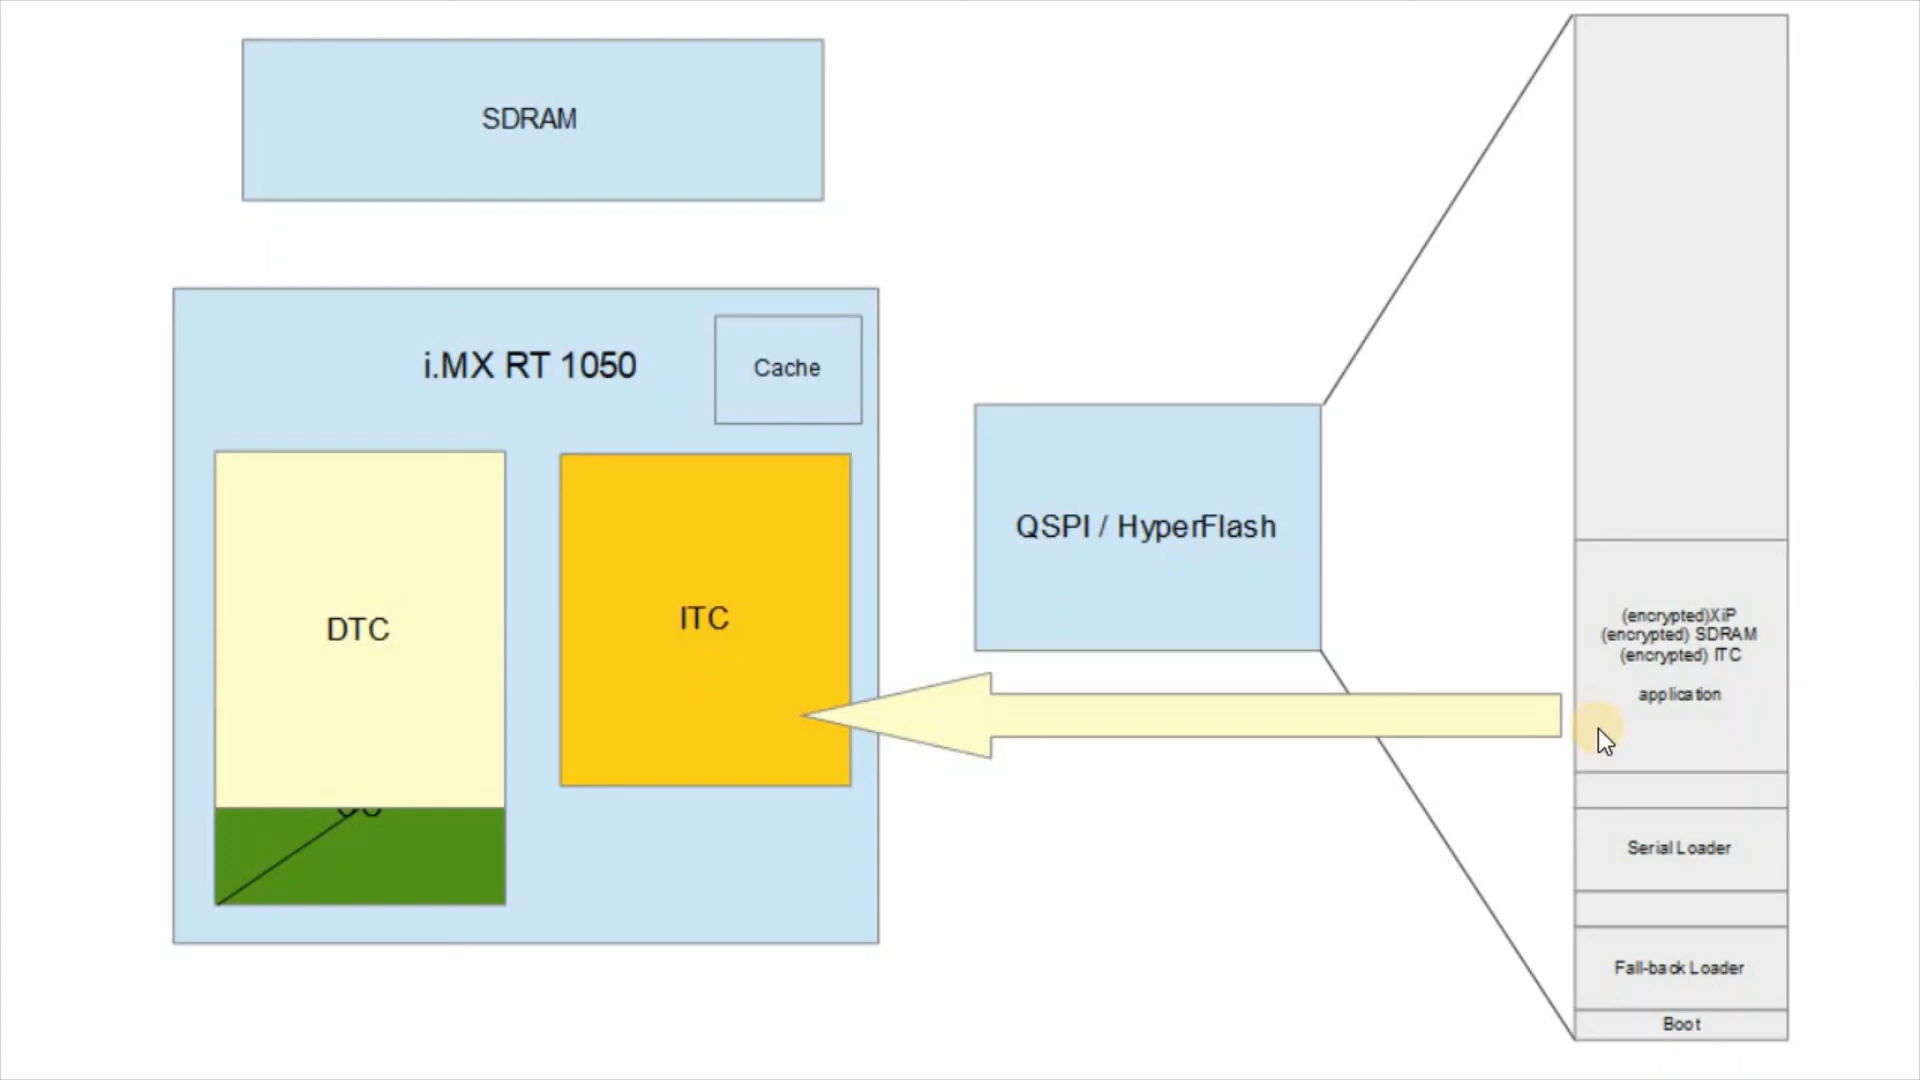 SDRAM
i.MX RT 1050
Cache
DTC
ITC
QSPI / HyperFlash
(encrypted)XiP
(encrypted) SDRAM
(encrypted) ITC
application
Serial Loader
Fall-back Loader
Boot